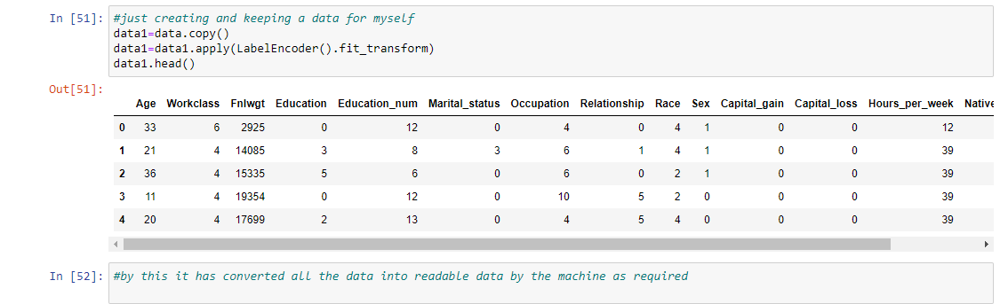 In [51]: #just creating and keeping a data for myself
data1=data.copy()
data1=data1.apply(LabelEncoder().fit_transform)
data1.head()
Out[51]:
Age Workclass Fnlwgt Education Education_num Marital_status Occupation Relationship Race Sex Capital_gain Capital_loss Hours_per_week Native
0 33 6 2925 0 12 0 4 0 4 1 0 0 12
1 21 4 14085 3 8 3 6 1 4 1 0 0 39
2 36 4 15335 5 6 0 6 0 2 1 0 0 39
3 11 4 19354 0 12 0 10 5 2 0 0 0 39
4 20 4 17699 2 13 0 4 5 4 0 0 0 39
In [52]: #by this it has converted all the data into readable data by the machine as required